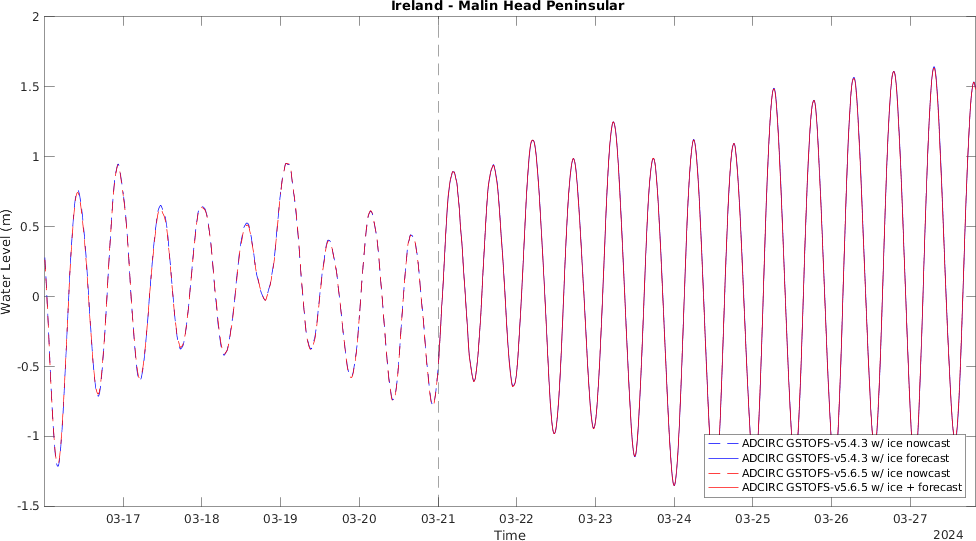 Ireland - Malin Head Peninsular
2
1.5
1
0.5
0
-0.5
-1
-1.5
Water Level (m)
ADCIRC GSTOFS-v5.4.3 w/ ice nowcast
ADCIRC GSTOFS-v5.4.3 w/ ice forecast
ADCIRC GSTOFS-v5.6.5 w/ ice nowcast
ADCIRC GSTOFS-v5.6.5 w/ ice + forecast
03-17 03-18 03-19 03-20 03-21 03-22 03-23 03-24 03-25 03-26 03-27
Time
2024